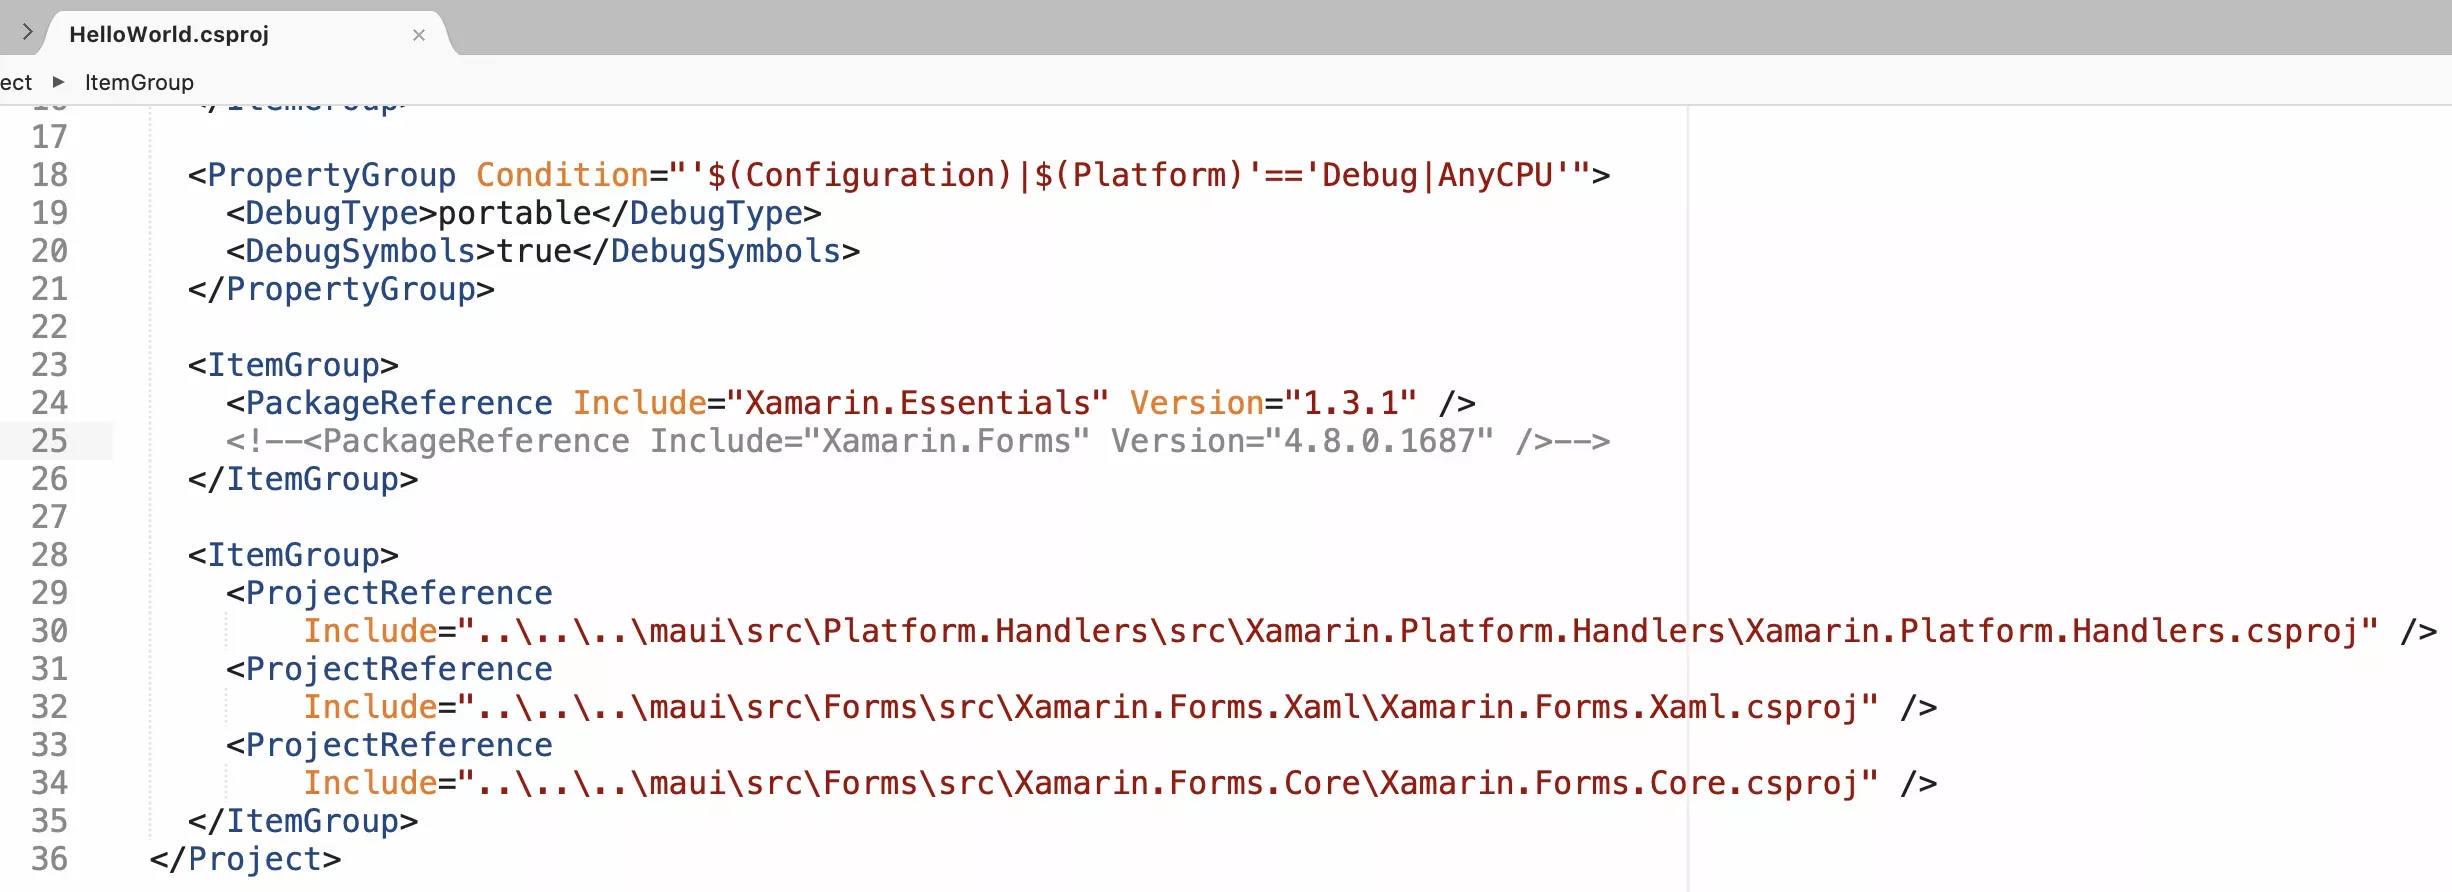 HelloWorld.csproj
ect ▶ ItemGroup
16 </ItemGroup>
17
18 <PropertyGroup Condition="'$(Configuration)|$(Platform)'=='Debug|AnyCPU'">
19 <DebugType>portable</DebugType>
20 <DebugSymbols>true</DebugSymbols>
21 </PropertyGroup>
22
23 <ItemGroup>
24 <PackageReference Include="Xamarin.Essentials" Version="1.3.1" />
25 <!--<PackageReference Include="Xamarin.Forms" Version="4.8.0.1687" />-->
26 </ItemGroup>
27
28 <ItemGroup>
29 <ProjectReference
30 Include="..\..\..\maui\src\Platform.Handlers\src\Xamarin.Platform.Handlers\Xamarin.Platform.Handlers.csproj" />
31 <ProjectReference
32 Include="..\..\..\maui\src\Forms\src\Xamarin.Forms.Xaml\Xamarin.Forms.Xaml.csproj" />
33 <ProjectReference
34 Include="..\..\..\maui\src\Forms\src\Xamarin.Forms.Core\Xamarin.Forms.Core.csproj" />
35 </ItemGroup>
36 </Project>